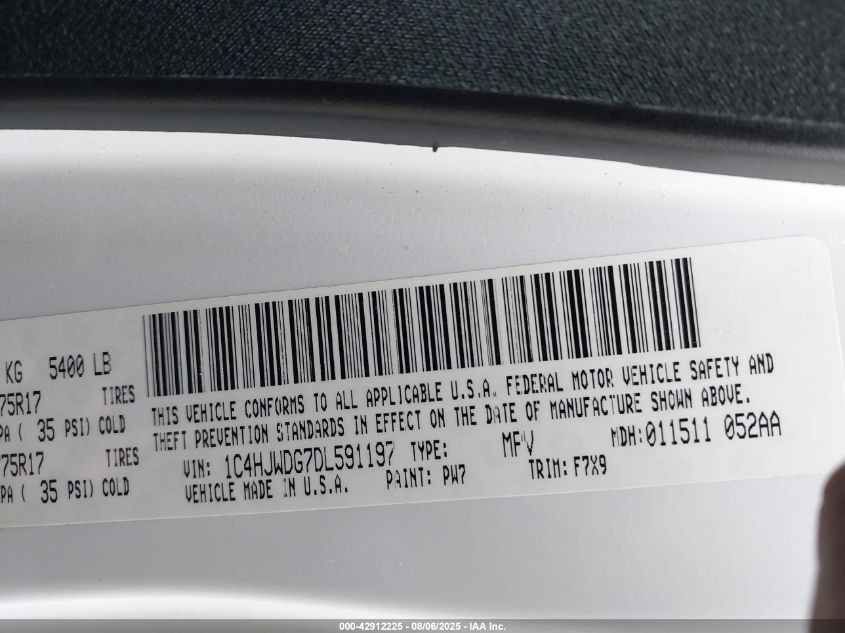 KG 5400 LB
75R17 TIRES
PA ( 35 PSI) COLD
75R17 TIRES
PA ( 35 PSI) COLD
THIS VEHICLE CONFORMS TO ALL APPLICABLE U.S.A. FEDERAL MOTOR VEHICLE SAFETY AND
THEFT PREVENTION STANDARDS IN EFFECT ON THE DATE OF MANUFACTURE SHOWN ABOVE.
VIN: 1C4HJWDG7DL591197 TYPE: MPV MDH: 011511 052AA
VEHICLE MADE IN U.S.A. PAINT: PW7 TRIM: F7X9
000-42912225 - 08/06/2025 - IAA Inc.